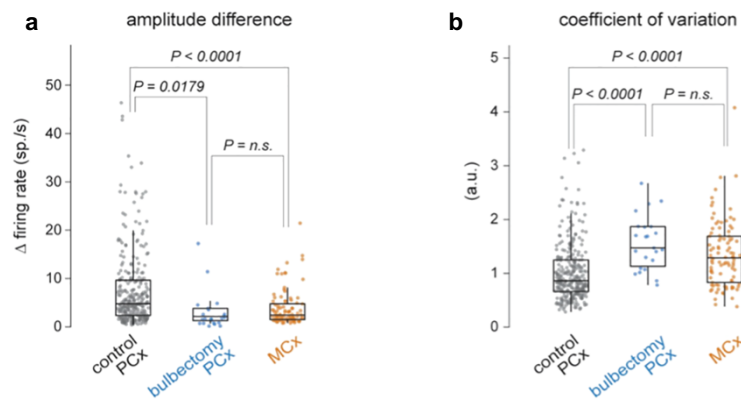 a
amplitude difference
P < 0.0001
P = 0.0179
P = n.s.
Δ firing rate (sp./s)
50
40
30
20
10
0
control
PCx
bulbectomy
PCx
MCx
b
coefficient of variation
P < 0.0001
P < 0.0001
P = n.s.
(a.u.)
5
4
3
2
1
0
control
PCx
bulbectomy
PCx
MCx